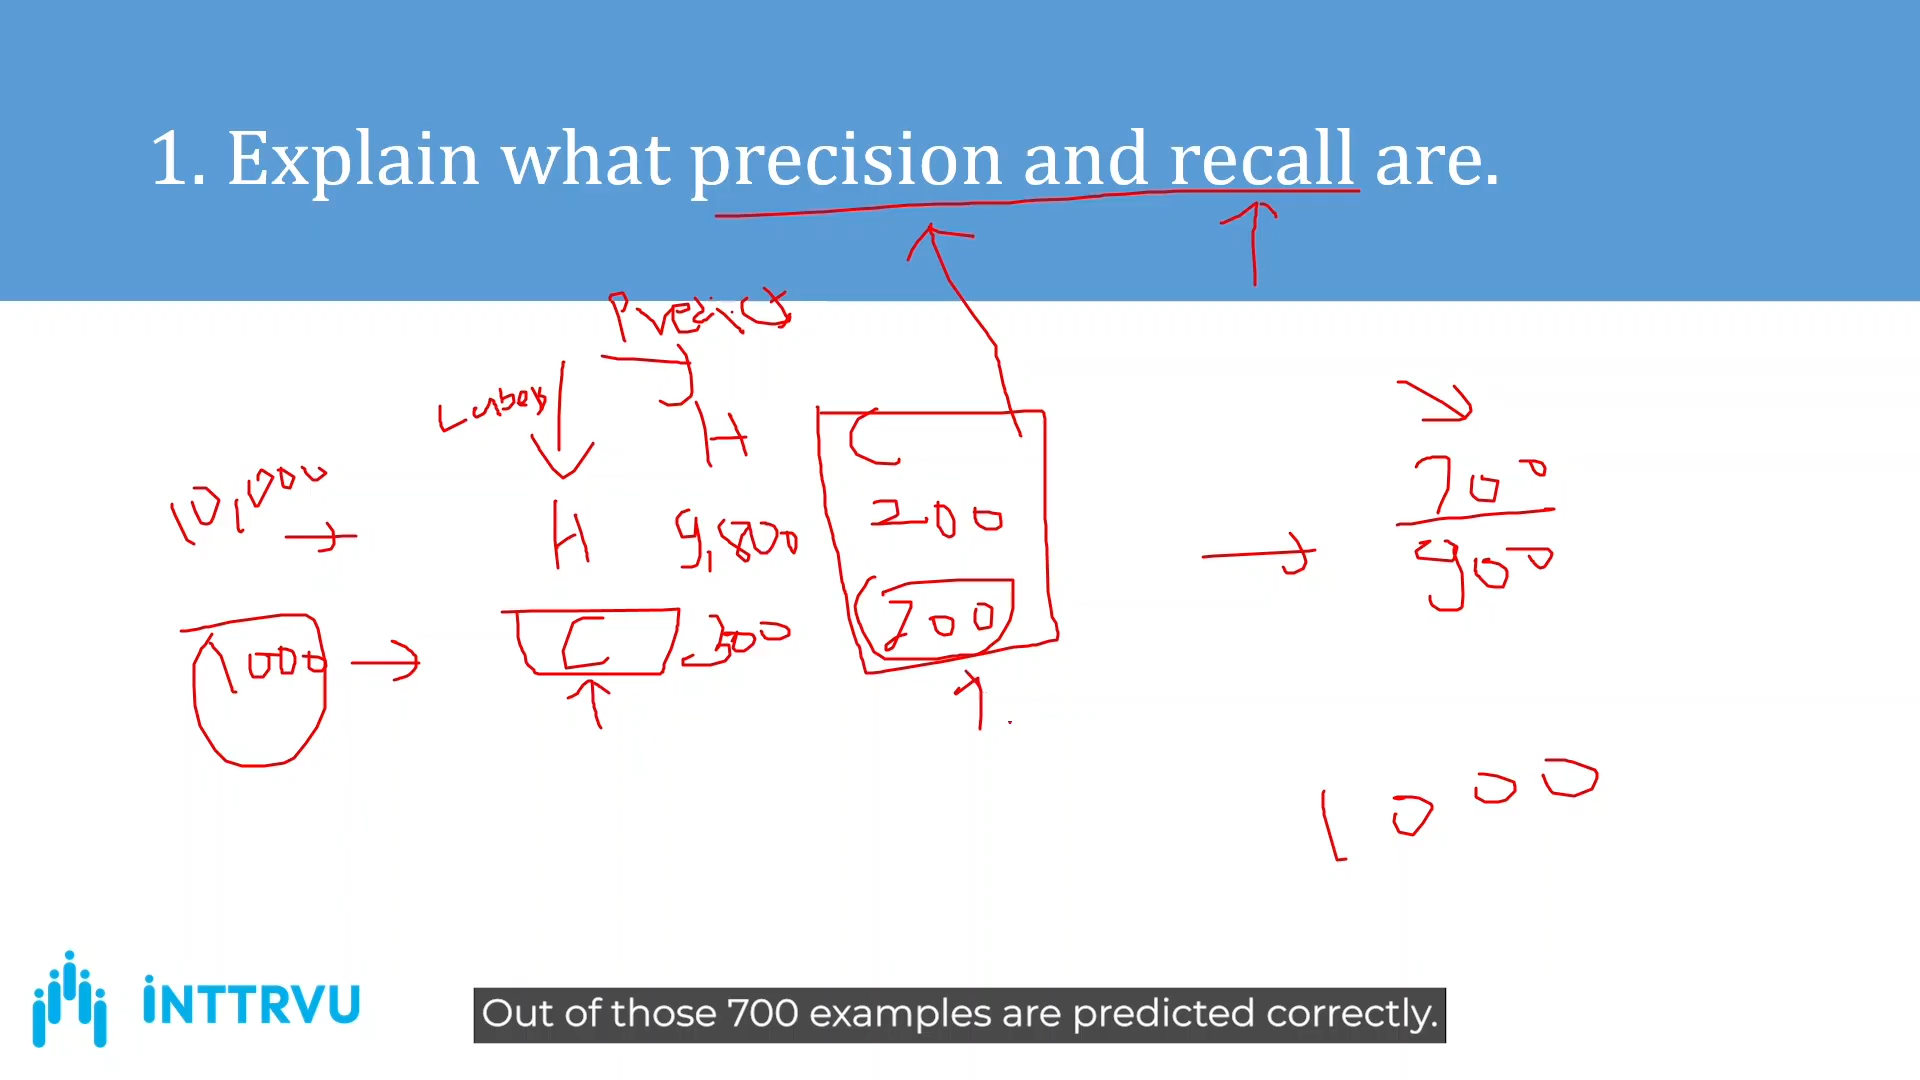 1. Explain what precision and recall are.
Predict
Labels
H C
10,000 H 9,800 200
1000 C 300 700
700
900
1000
INTTRVU
Out of those 700 examples are predicted correctly.